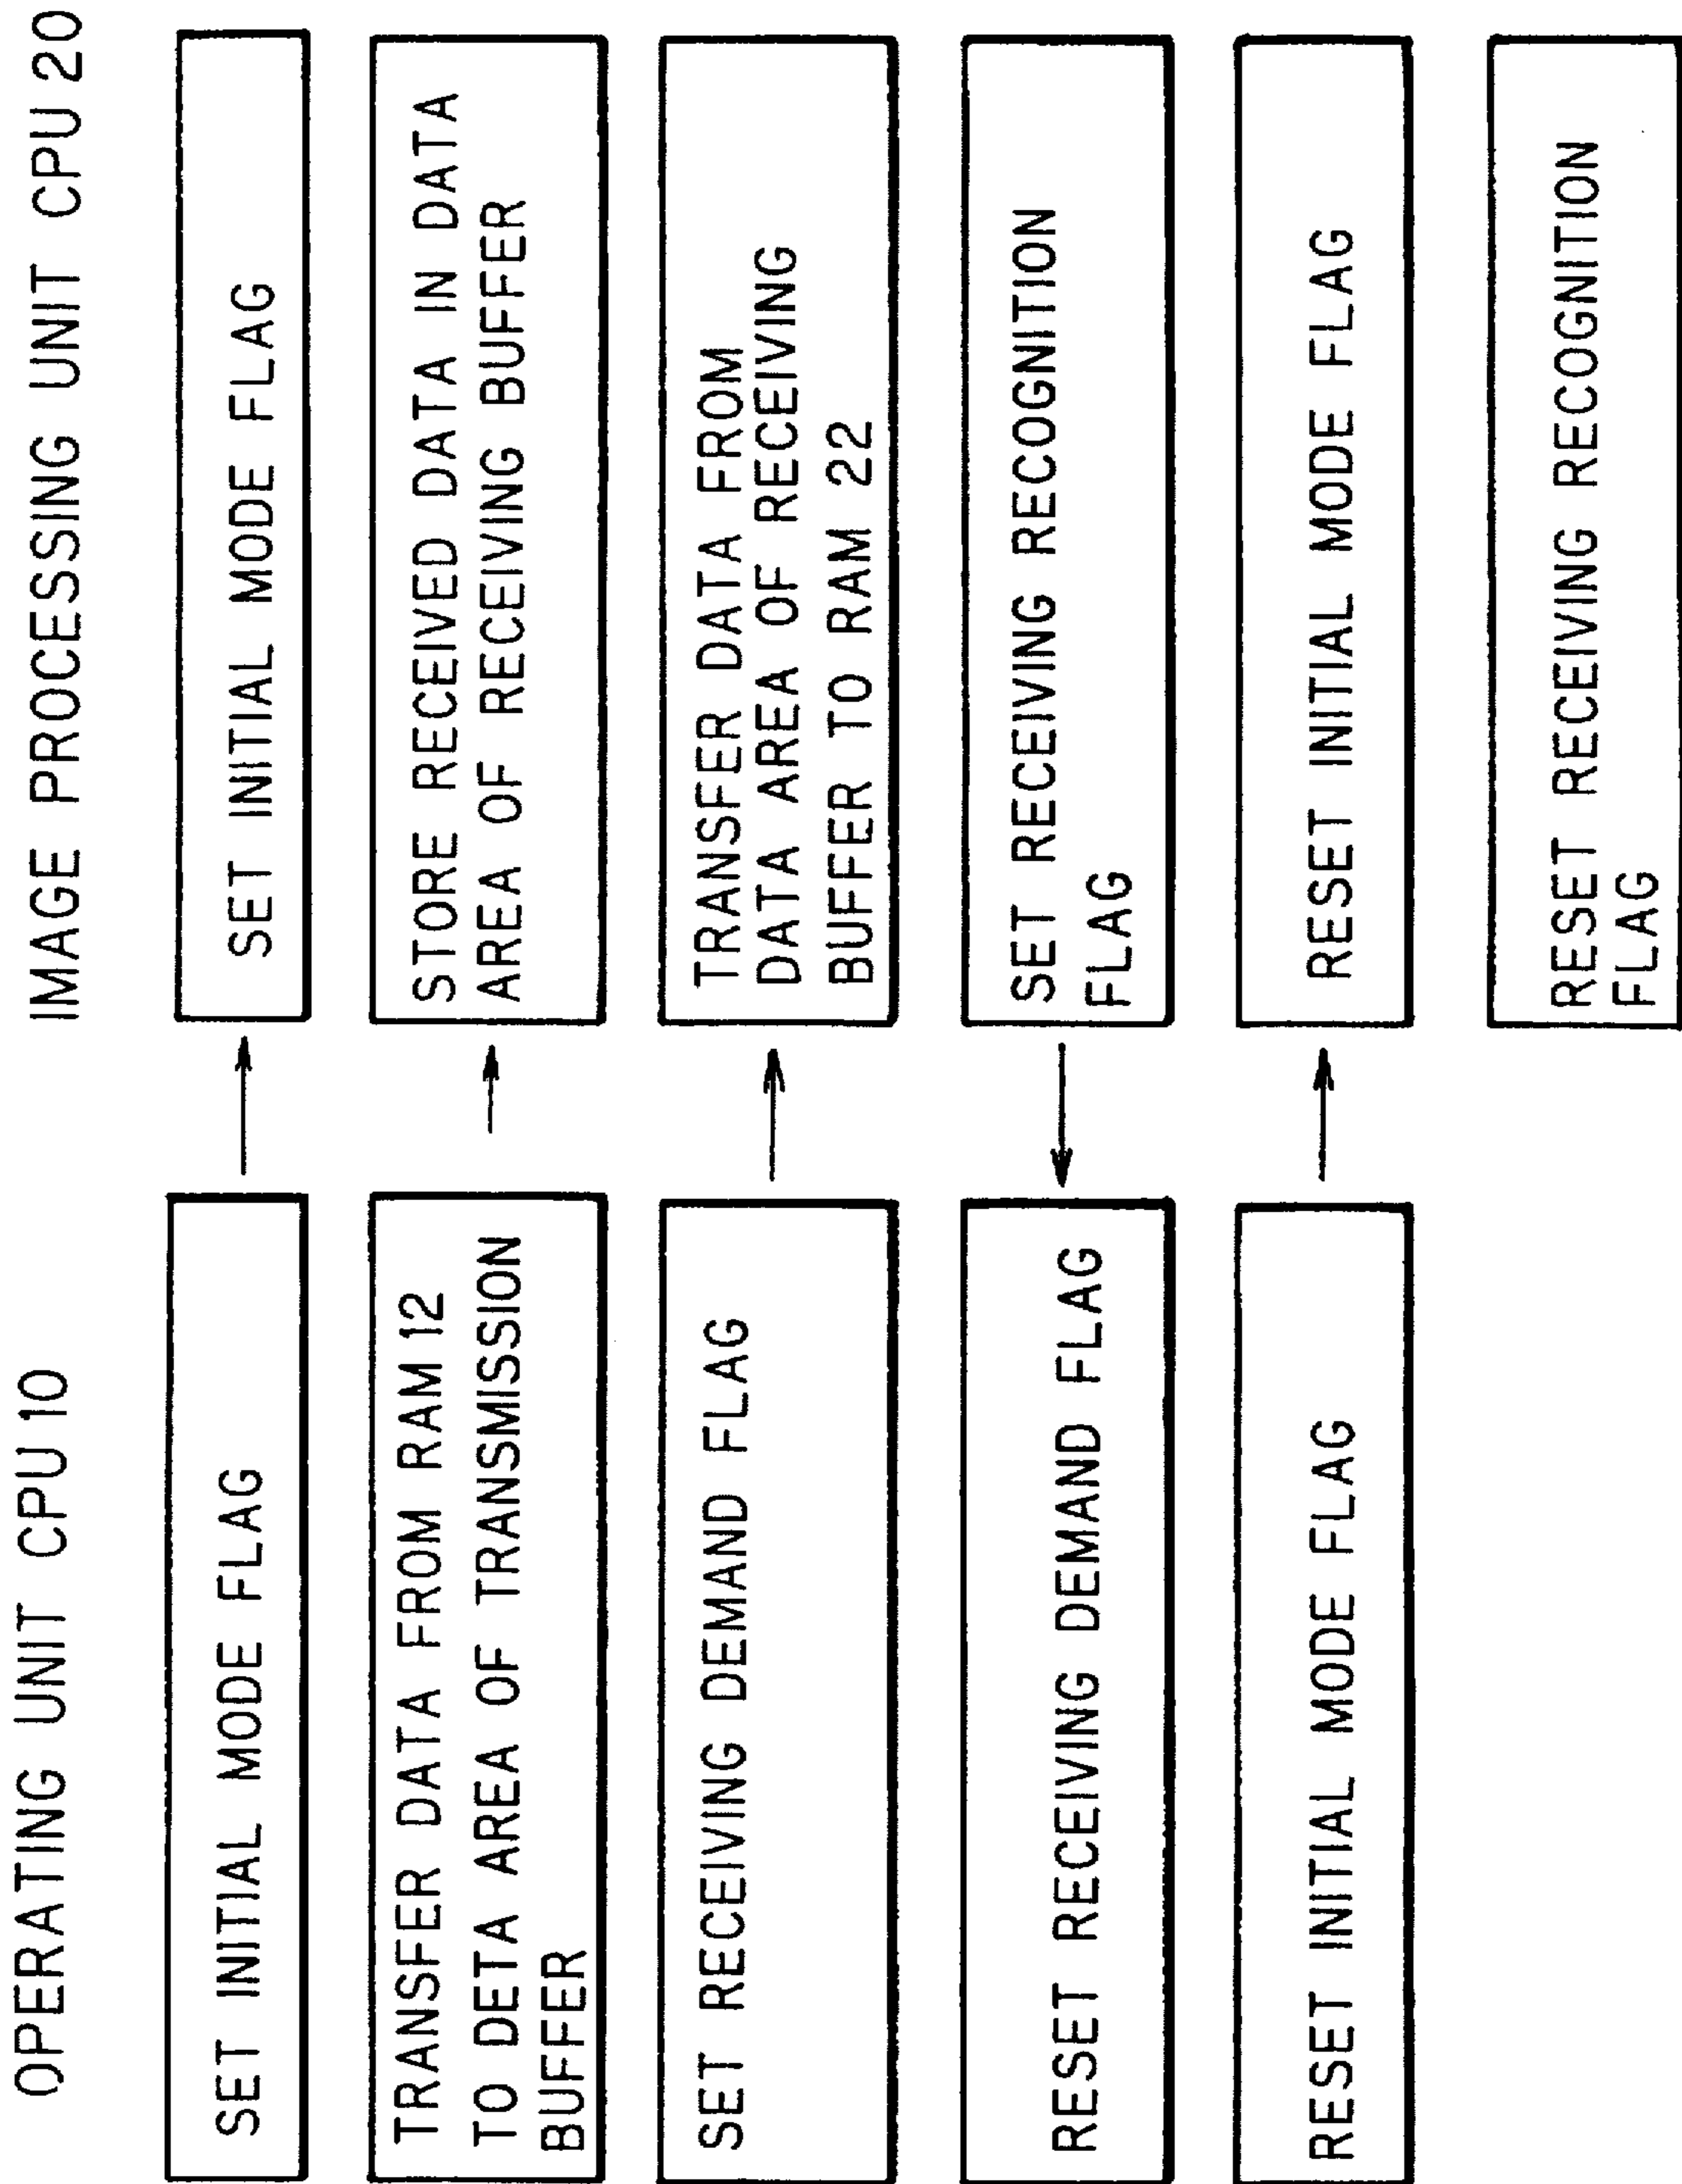 OPERATING UNIT CPU 10
IMAGE PROCESSING UNIT CPU 20
SET INITIAL MODE FLAG
SET INITIAL MODE FLAG
TRANSFER DATA FROM RAM 12
TO DETA AREA OF TRANSMISSION
BUFFER
STORE RECEIVED DATA IN DATA
AREA OF RECEIVING BUFFER
SET RECEIVING DEMAND FLAG
TRANSFER DATA FROM
DATA AREA OF RECEIVING
BUFFER TO RAM 22
RESET RECEIVING DEMAND FLAG
SET RECEIVING RECOGNITION
FLAG
RESET INITIAL MODE FLAG
RESET INITIAL MODE FLAG
RESET RECEIVING RECOGNITION
FLAG